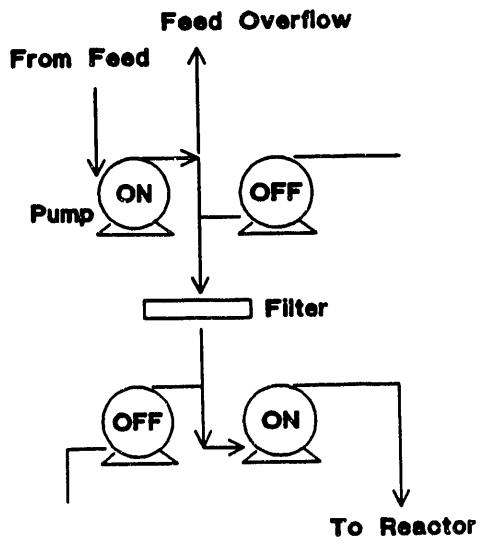 Feed Overflow
From Feed
ON
OFF
Pump
Filter
OFF
ON
To Reactor